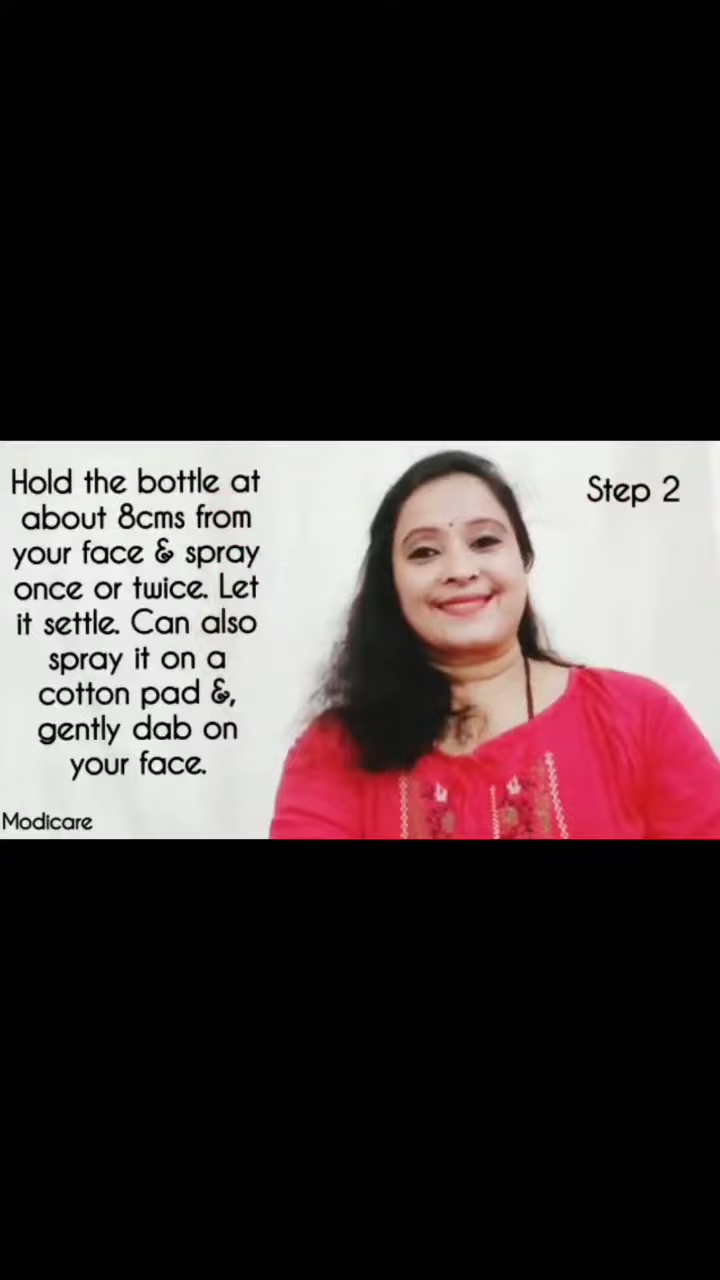 Hold the bottle at
about 8cms from
your face & spray
once or twice. Let
it settle. Can also
spray it on a
cotton pad &,
gently dab on
your face.
Step 2
Modicare